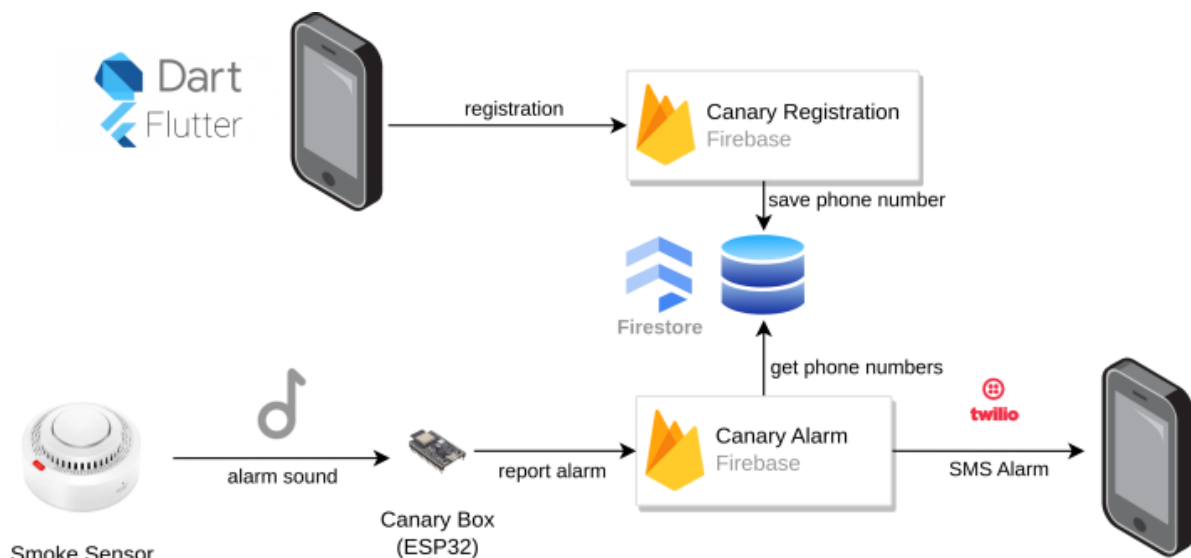 Dart
Flutter
registration
Canary Registration
Firebase
save phone number
Firestore
get phone numbers
twilio
alarm sound
report alarm
Canary Alarm
Firebase
SMS Alarm
Canary Box
(ESP32)
Smoke Sensor